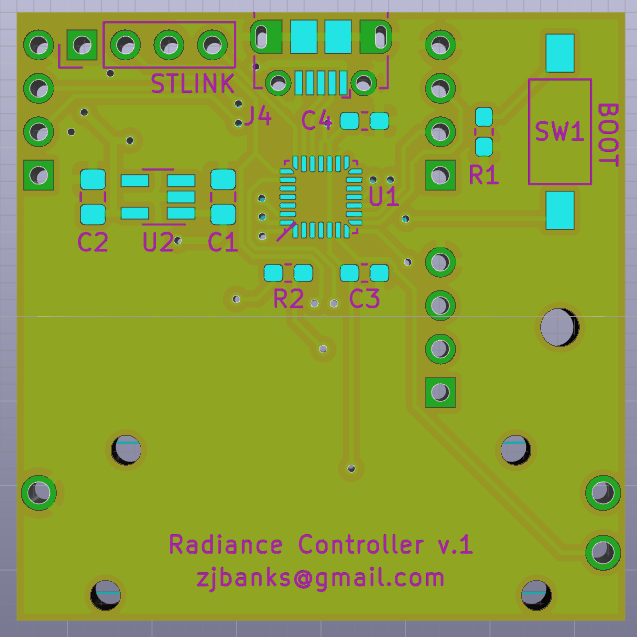 STLINK
J4
C4
SW1
BOOT
R1
U1
C2
U2
C1
R2
C3
Radiance Controller v.1
zjbanks@gmail.com